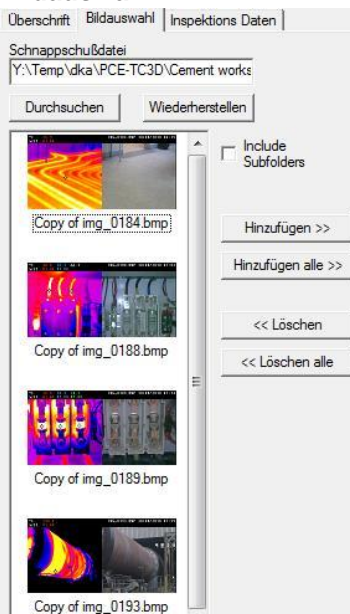 Überschrift Bildauswahl Inspektions Daten
Schnappschußdatei
Y:\Temp\dka\PCE-TC3D\Cement works
Durchsuchen Wiederherstellen
Include
Subfolders
Copy of img_0184.bmp
Hinzufügen >>
Hinzufügen alle >>
<< Löschen
Copy of img_0188.bmp
<< Löschen alle
Copy of img_0189.bmp
Copy of img_0193.bmp